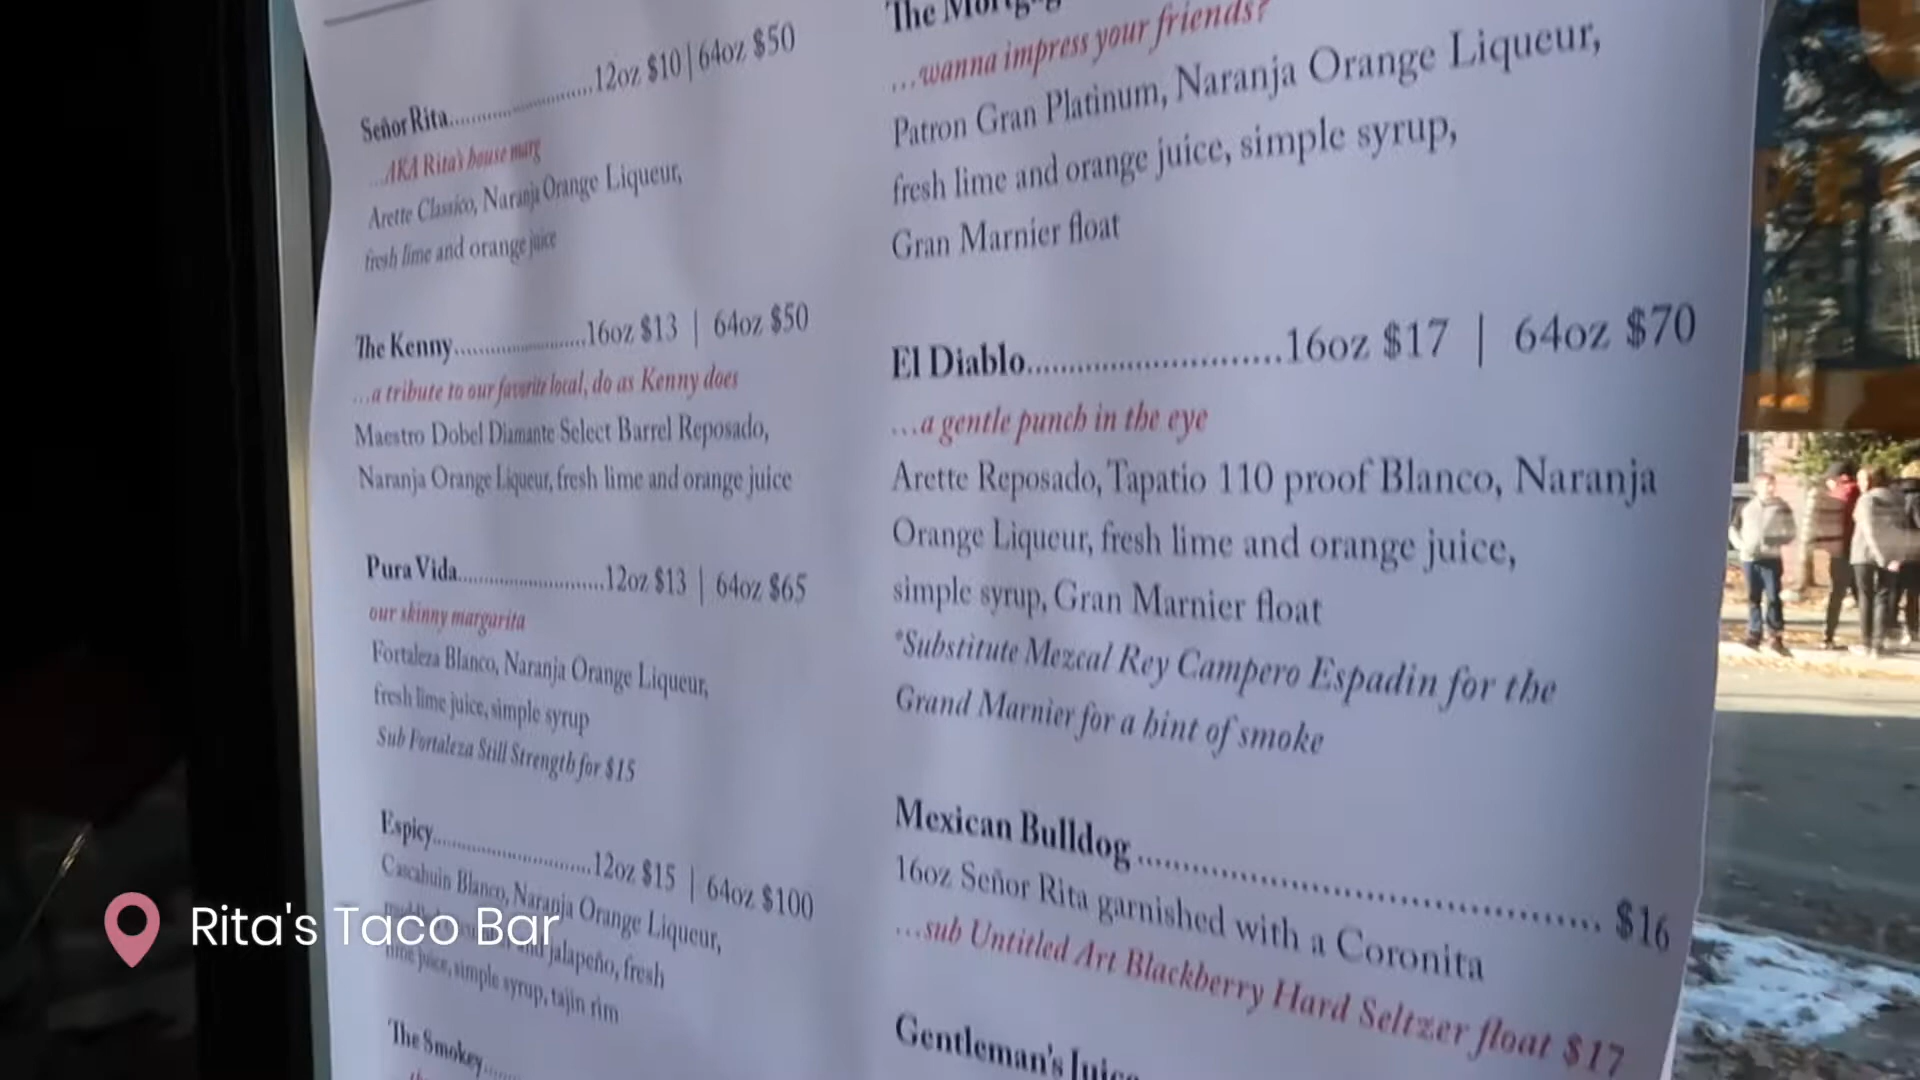 Señor Rita..........12oz $10 | 64oz $50
...AKA Rita's house marg
Arette Classico, Naranja Orange Liqueur,
fresh lime and orange juice
The Kenny..........16oz $13 | 64oz $50
...a tribute to our favorite local, do as Kenny does
Maestro Dobel Diamante Select Barrel Reposado,
Naranja Orange Liqueur, fresh lime and orange juice
Pura Vida..........12oz $13 | 64oz $65
our skinny margarita
Fortaleza Blanco, Naranja Orange Liqueur,
fresh lime juice, simple syrup
Sub Fortaleza Still Strength for $15
Espicy..........12oz $15 | 64oz $100
Cascahuin Blanco, Naranja Orange Liqueur,
and jalapeño, fresh
lime juice, simple syrup, tajin rim
The Smokey......
The
...wanna impress your friends?
Patron Gran Platinum, Naranja Orange Liqueur,
fresh lime and orange juice, simple syrup,
Gran Marnier float
El Diablo..........16oz $17 | 64oz $70
...a gentle punch in the eye
Arette Reposado, Tapatio 110 proof Blanco, Naranja
Orange Liqueur, fresh lime and orange juice,
simple syrup, Gran Marnier float
*Substitute Mezcal Rey Campero Espadin for the
Grand Marnier for a hint of smoke
Mexican Bulldog.......... $16
16oz Señor Rita garnished with a Coronita
...sub Untitled Art Blackberry Hard Seltzer float $17
Gentleman's Juice
Rita's Taco Bar